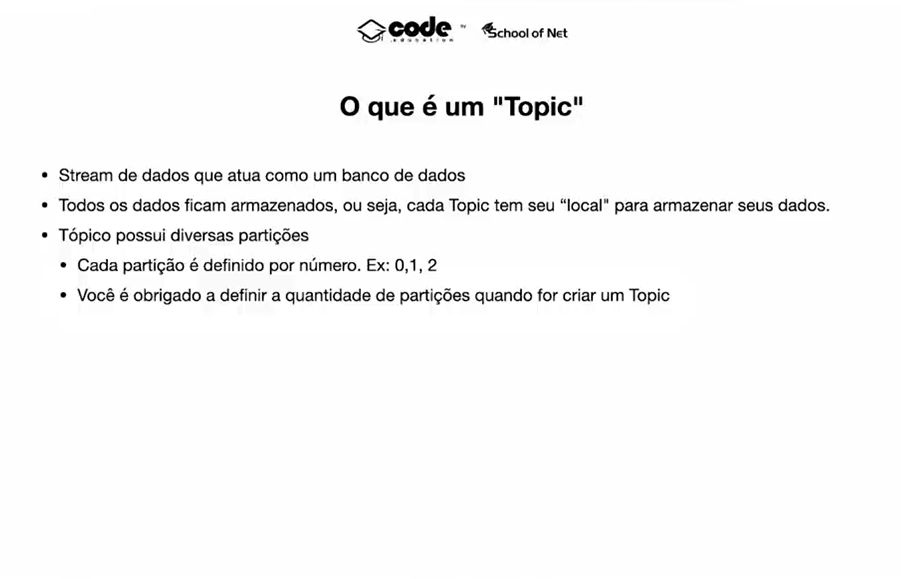 code education TV School of Net
O que é um "Topic"
• Stream de dados que atua como um banco de dados
• Todos os dados ficam armazenados, ou seja, cada Topic tem seu “local" para armazenar seus dados.
• Tópico possui diversas partições
• Cada partição é definido por número. Ex: 0,1, 2
• Você é obrigado a definir a quantidade de partições quando for criar um Topic